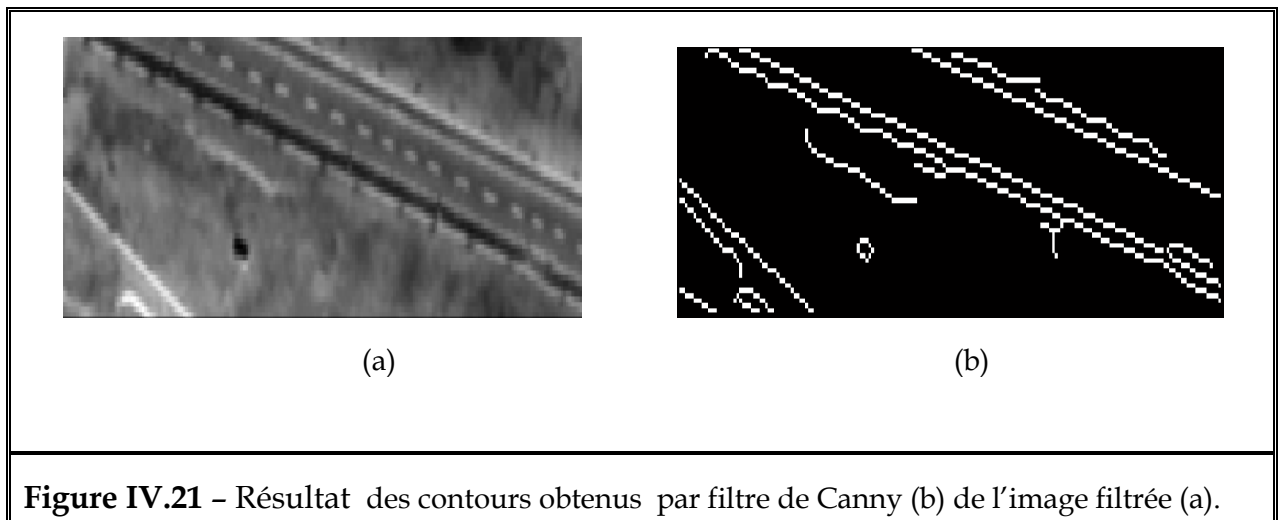 (a) (b)
Figure IV.21 – Résultat des contours obtenus par filtre de Canny (b) de l’image filtrée (a).